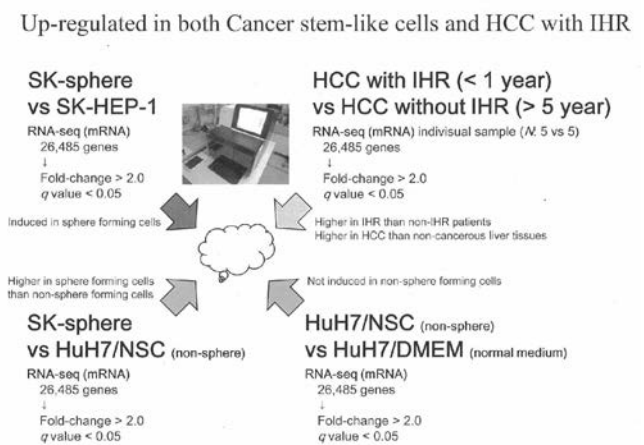 Up-regulated in both Cancer stem-like cells and HCC with IHR
SK-sphere
vs SK-HEP-1
RNA-seq (mRNA)
26,485 genes
↓
Fold-change > 2.0
q value < 0.05
Induced in sphere forming cells
HCC with IHR (< 1 year)
vs HCC without IHR (> 5 year)
RNA-seq (mRNA) indivisual sample (N: 5 vs 5)
26,485 genes
↓
Fold-change > 2.0
q value < 0.05
Higher in IHR than non-IHR patients
Higher in HCC than non-cancerous liver tissues
Higher in sphere forming cells
than non-sphere forming cells
SK-sphere
vs HuH7/NSC (non-sphere)
RNA-seq (mRNA)
26,485 genes
↓
Fold-change > 2.0
q value < 0.05
Not induced in non-sphere forming cells
HuH7/NSC (non-sphere)
vs HuH7/DMEM (normal medium)
RNA-seq (mRNA)
26,485 genes
↓
Fold-change > 2.0
q value < 0.05